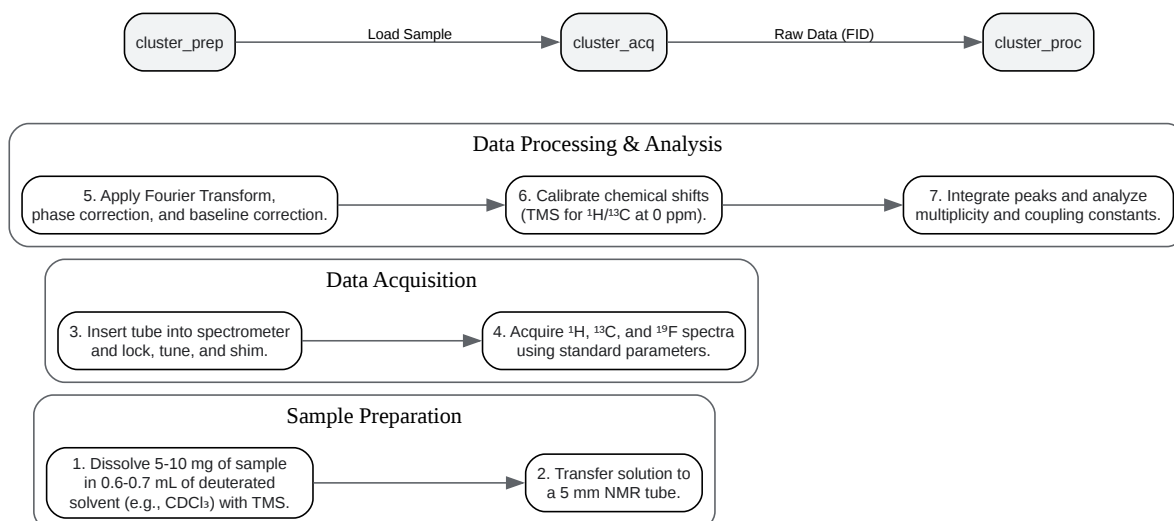 cluster_prep
Load Sample
cluster_acq
Raw Data (FID)
cluster_proc
Data Processing & Analysis
5. Apply Fourier Transform,
phase correction, and baseline correction.
6. Calibrate chemical shifts
(TMS for ¹H/¹³C at 0 ppm).
7. Integrate peaks and analyze
multiplicity and coupling constants.
Data Acquisition
3. Insert tube into spectrometer
and lock, tune, and shim.
4. Acquire ¹H, ¹³C, and ¹⁹F spectra
using standard parameters.
Sample Preparation
1. Dissolve 5-10 mg of sample
in 0.6-0.7 mL of deuterated
solvent (e.g., CDCl₃) with TMS.
2. Transfer solution to
a 5 mm NMR tube.